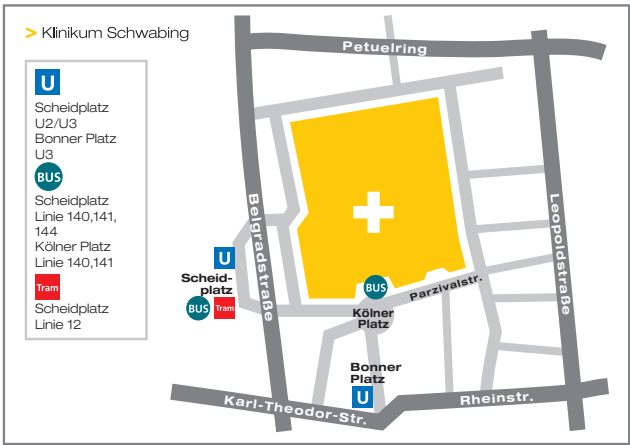 > Klinikum Schwabing
U
Scheidplatz
U2/U3
Bonner Platz
U3
BUS
Scheidplatz
Linie 140,141,
144
Kölner Platz
Linie 140,141
Tram
Scheidplatz
Linie 12
Petuelring
Belgradstraße
Leopoldstraße
U
Scheid-
platz
BUS
Tram
BUS
Parzivalstr.
Kölner
Platz
Bonner
Platz
U
Karl-Theodor-Str.
Rheinstr.